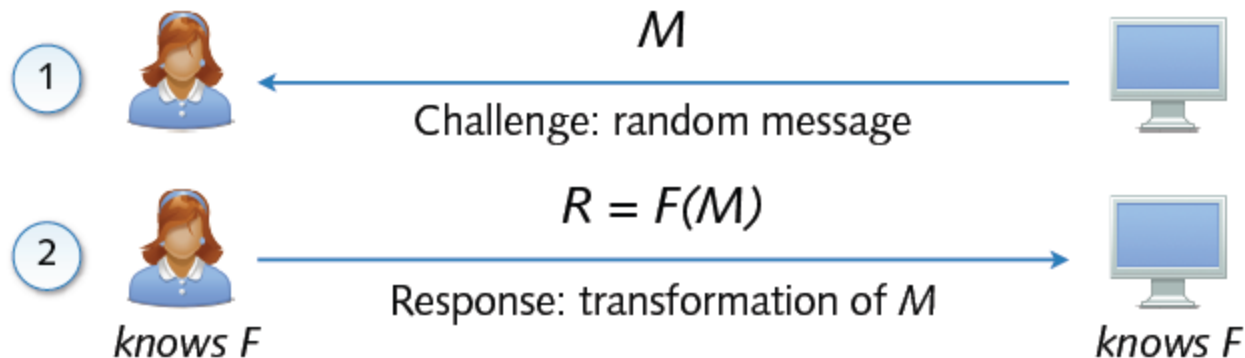 1
M
Challenge: random message
2
R = F(M)
Response: transformation of M
knows F
knows F